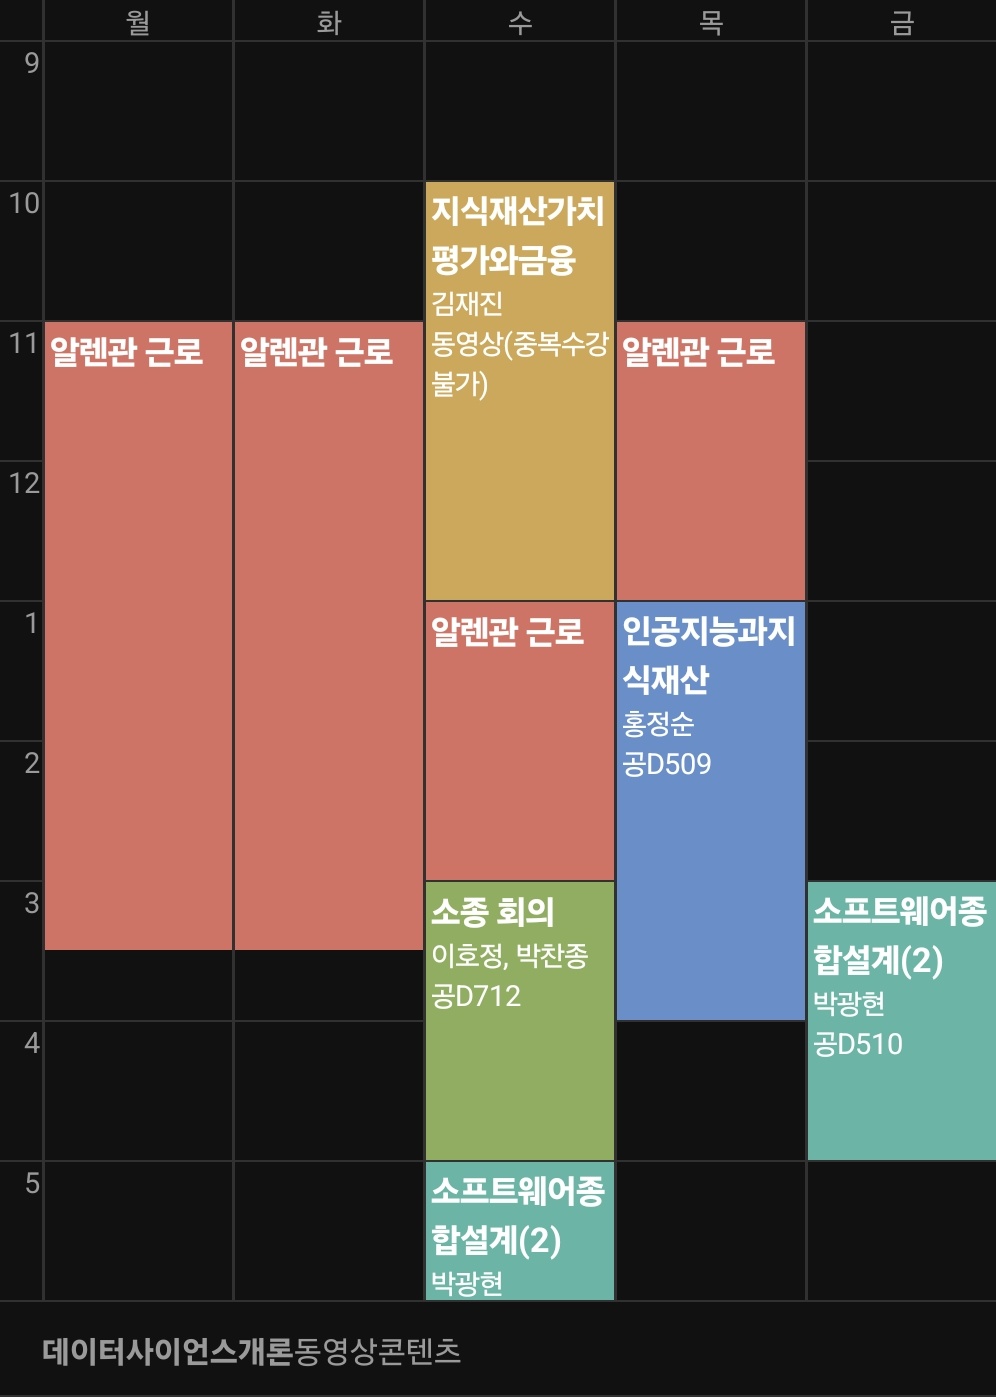 월 화 수 목 금
9
10
지식재산가치
평가와금융
김재진
동영상(중복수강
불가)
11
알렌관 근로
알렌관 근로
알렌관 근로
12
1
알렌관 근로
인공지능과지
식재산
홍정순
공D509
2
3
소종 회의
이호정, 박찬종
공D712
소프트웨어종
합설계(2)
박광현
공D510
4
5
소프트웨어종
합설계(2)
박광현
데이터사이언스개론동영상콘텐츠